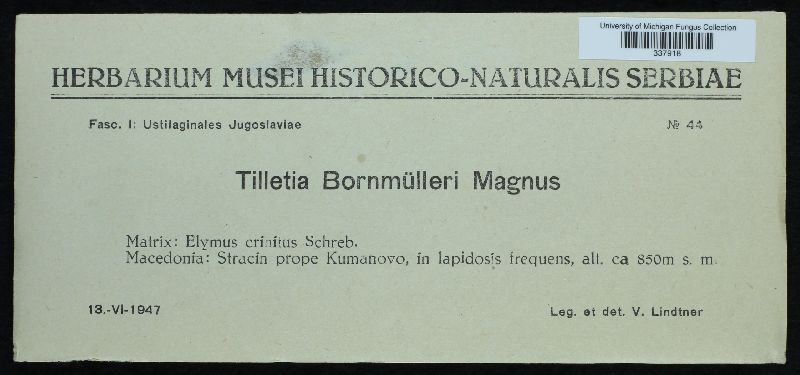 University of Michigan Fungus Collection
337918
HERBARIUM MUSEI HISTORICO-NATURALIS SERBIAE
Fasc. I: Ustilaginales Jugoslaviae № 44
Tilletia Bornmülleri Magnus
Matrix: Elymus crinitus Schreb.
Macedonia: Stracin prope Kumanovo, in lapidosis frequens, alt. ca 850m s. m.
13.-VI-1947 Leg. et det. V. Lindtner